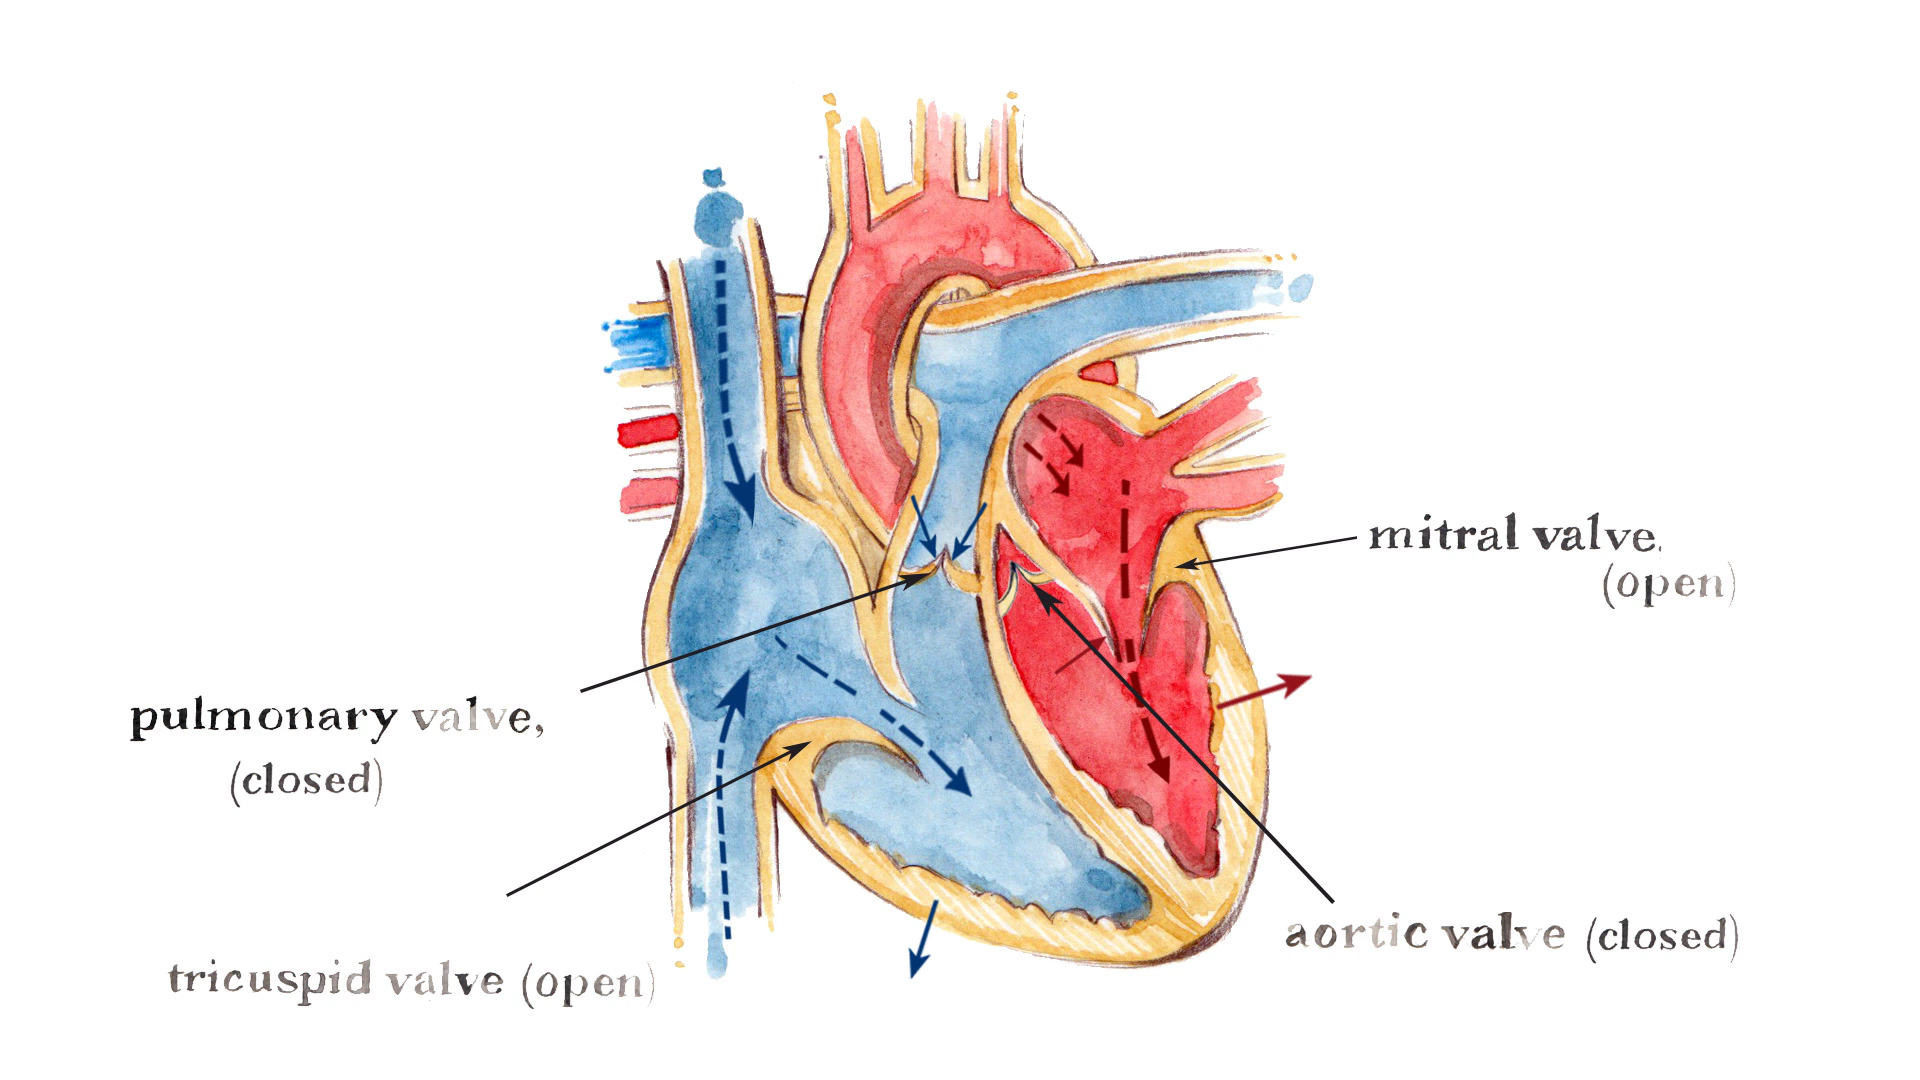 mitral valve,
(open)
pulmonary valve,
(closed)
aortic valve (closed)
tricuspid valve (open)